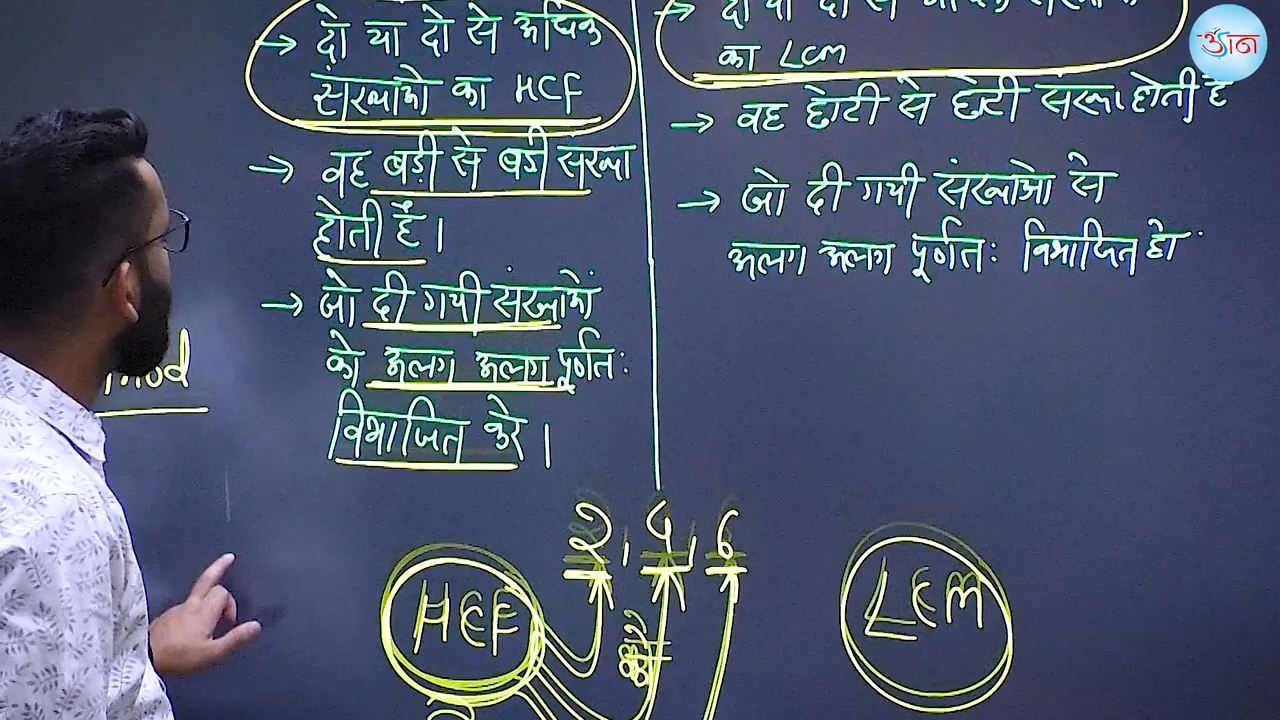 → दो या दो से अधिक
संख्याओ का HCF
→ वह बड़ी से बडी संख्या
होती है।
→ जो दी गयी संख्याओं
को अलग अलग पूर्णत:
विभाजित करे।
→ दो या दो से अधिक
का LCM
→ वह छोटी से छोटी संख्या होती है
→ जो दी गयी संख्याओ से
अलग अलग पूर्णत: विभाजित हो
2, 4, 6
HCF
LCM